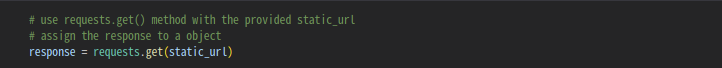 # use requests.get() method with the provided static_url
# assign the response to a object
response = requests.get(static_url)